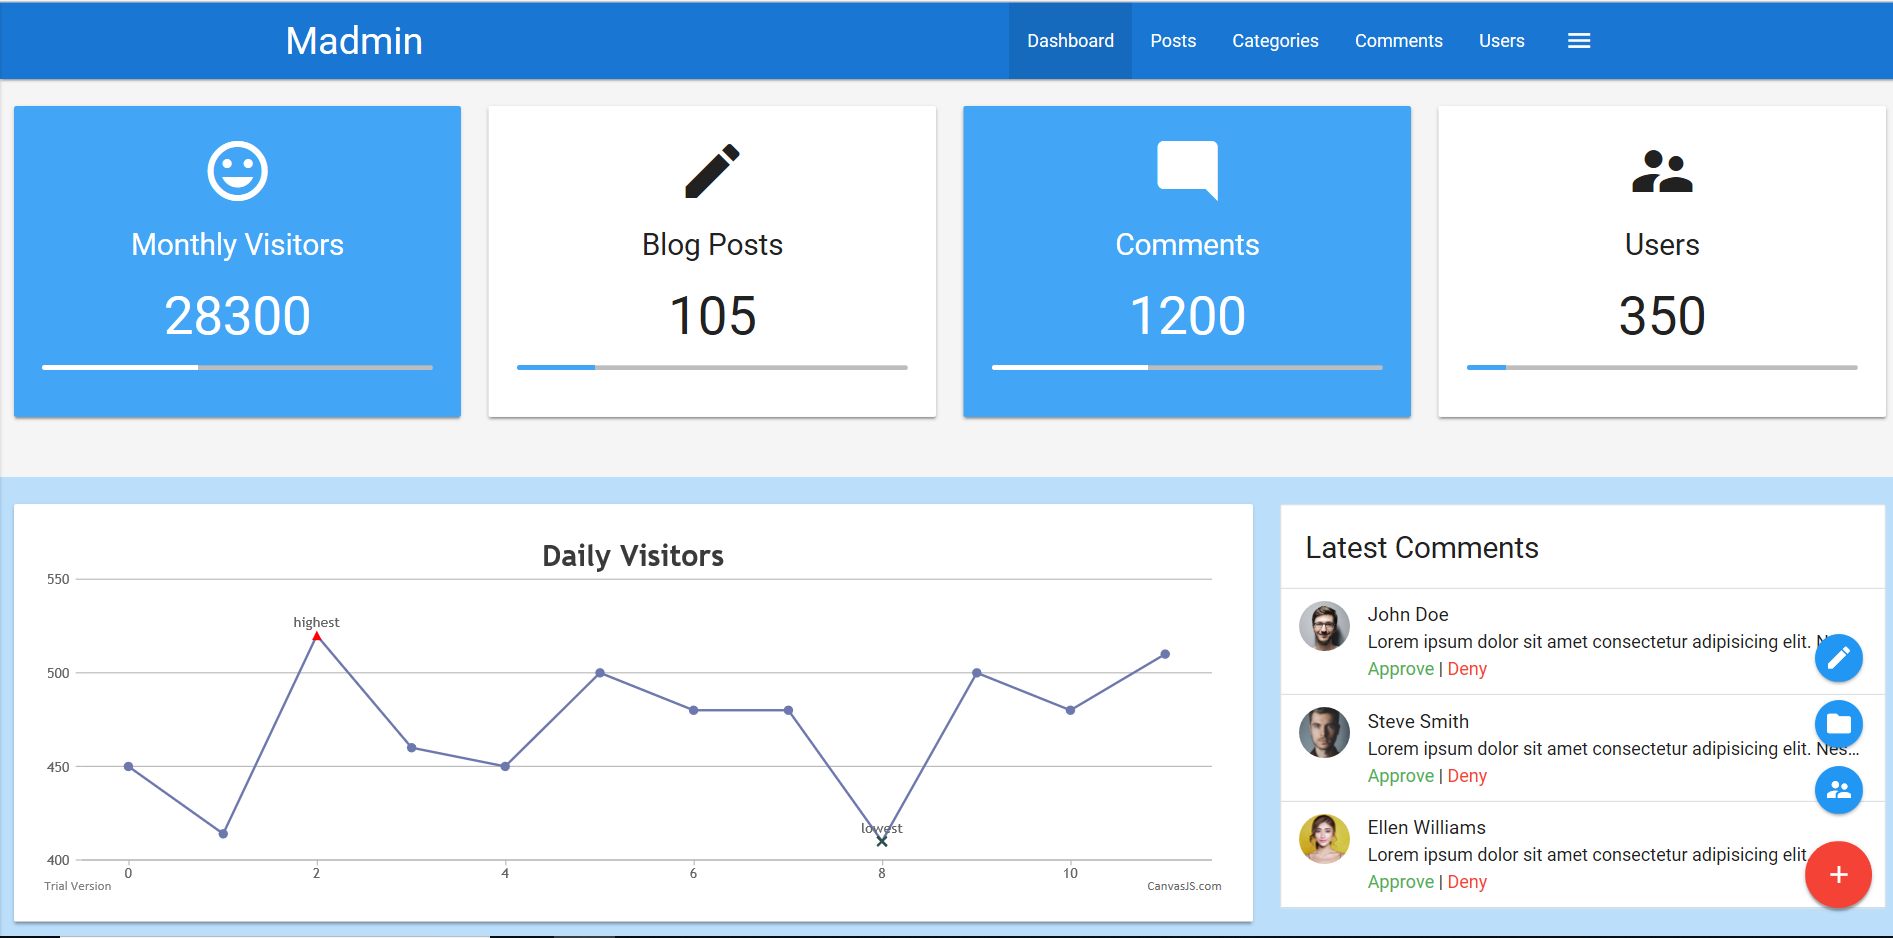 Madmin
Dashboard Posts Categories Comments Users
Monthly Visitors
28300
Blog Posts
105
Comments
1200
Users
350
Daily Visitors
550
500
450
400
highest
lowest
0 2 4 6 8 10
Trial Version
CanvasJS.com
Latest Comments
John Doe
Lorem ipsum dolor sit amet consectetur adipisicing elit.
Approve | Deny
Steve Smith
Lorem ipsum dolor sit amet consectetur adipisicing elit. Nes...
Approve | Deny
Ellen Williams
Lorem ipsum dolor sit amet consectetur adipisicing elit.
Approve | Deny
+